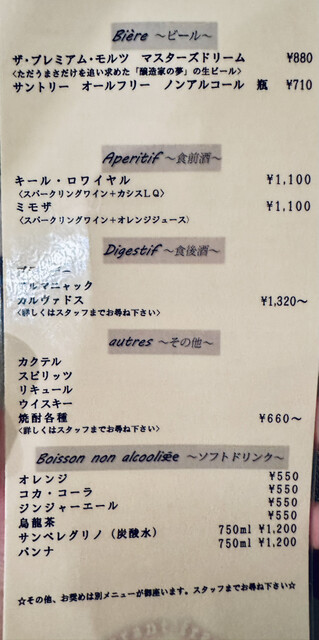 Bière ～ビール～
ザ・プレミアム・モルツ マスターズドリーム ¥880
〈ただうまさだけを追い求めた「醸造家の夢」の生ビール〉
サントリー オールフリー ノンアルコール 瓶 ¥710
Aperitif ～食前酒～
キール・ロワイヤル ¥1,100
〈スパークリングワイン＋カシスＬＱ〉
ミモザ ¥1,100
〈スパークリングワイン＋オレンジジュース〉
Digestif ～食後酒～
アルマニャック
カルヴァドス ¥1,320～
〈詳しくはスタッフまでお尋ね下さい〉
autres ～その他～
カクテル
スピリッツ
リキュール
ウイスキー
焼酎各種 ¥660～
〈詳しくはスタッフまでお尋ね下さい〉
Boisson non alcoolisée ～ソフトドリンク～
オレンジ ¥550
コカ・コーラ ¥550
ジンジャーエール ¥550
烏龍茶 ¥550
サンペレグリノ（炭酸水） 750ml ¥1,200
パンナ 750ml ¥1,200
☆その他、お奨めは別メニューが御座います。スタッフまでお尋ね下さい☆